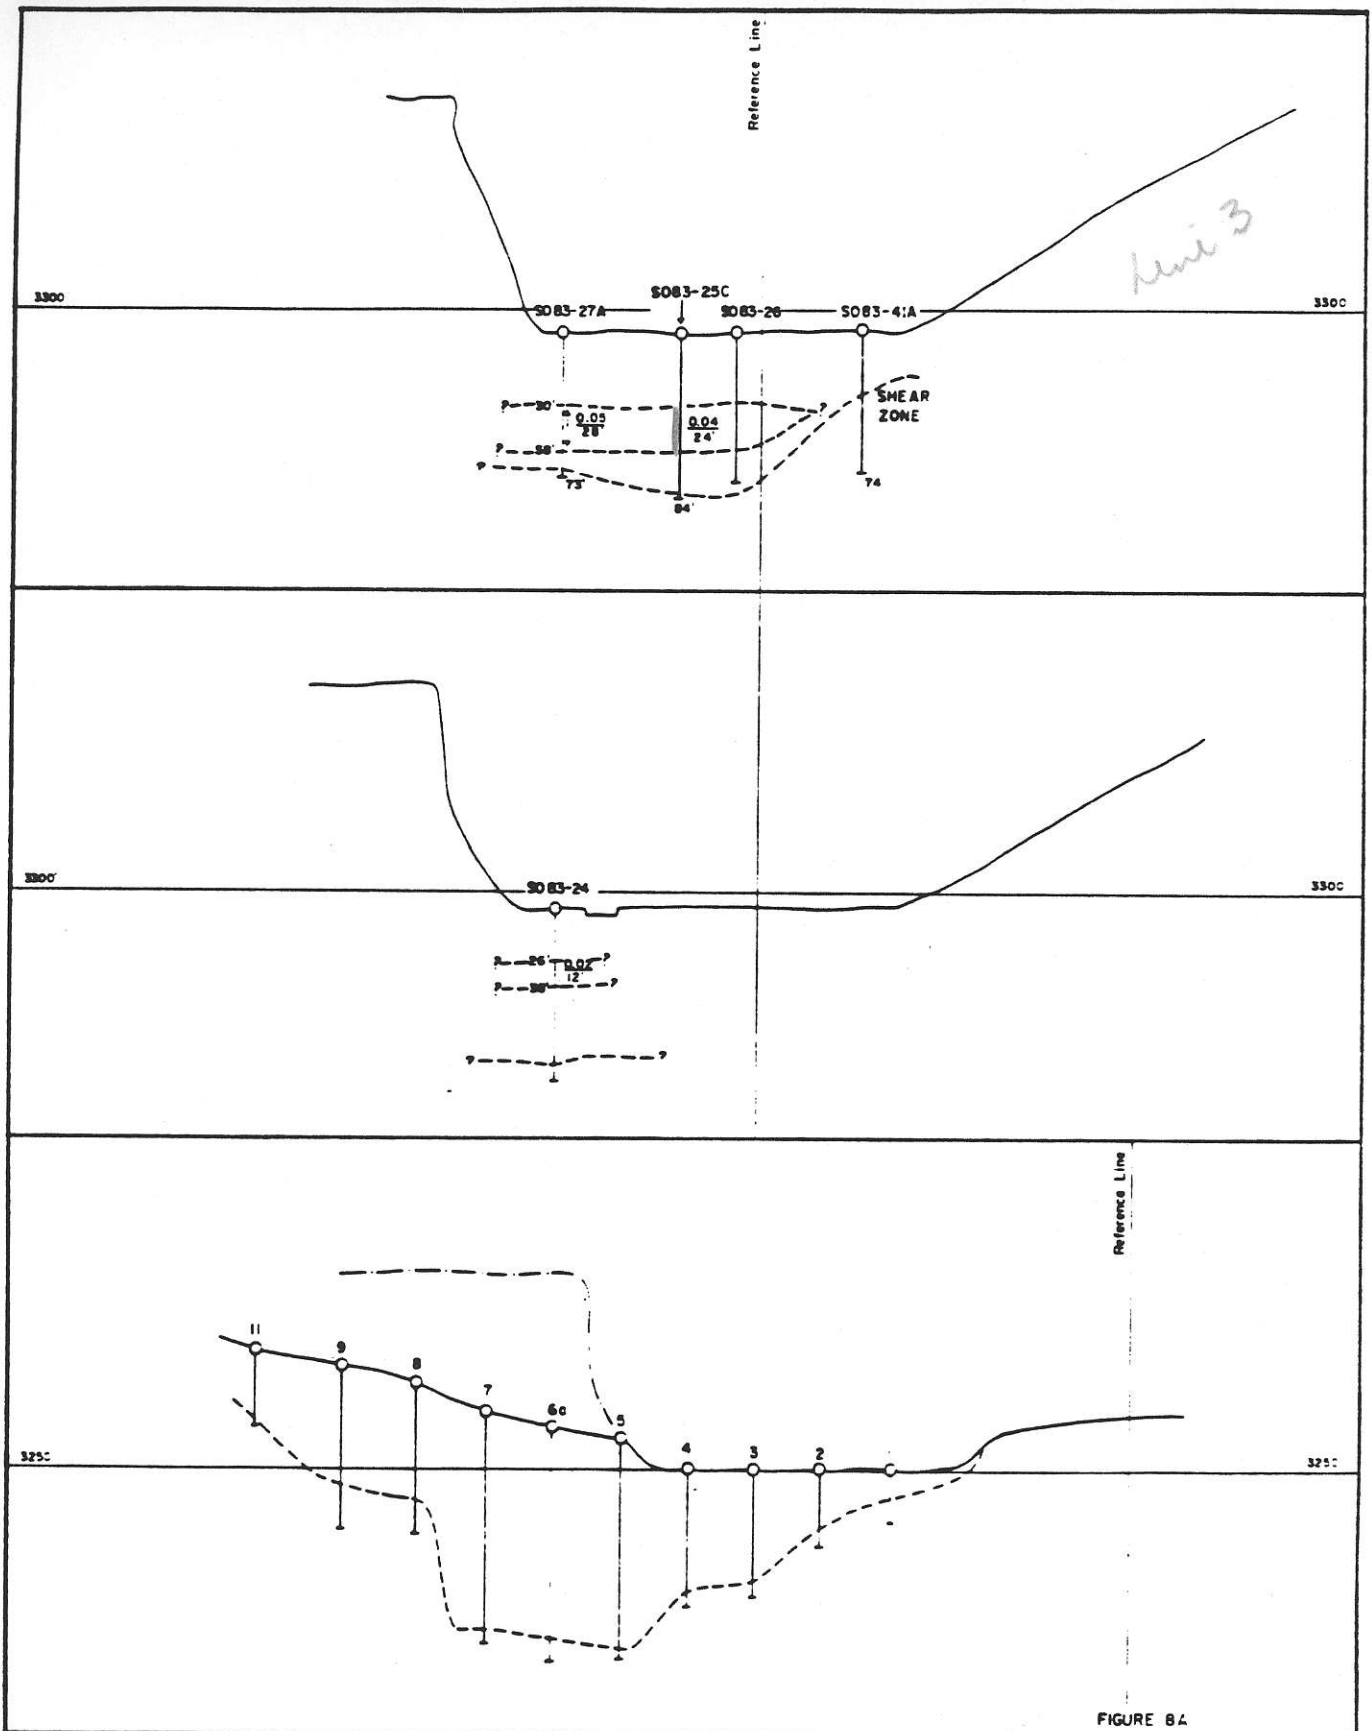 Reference Line
Line 3
3300
3300
SO83-27A
SO83-25C
SO83-26
SO83-41A
SHEAR
ZONE
? 30' ?
0.05
28'
0.04
24'
? 58'
?
73'
84'
74
3300'
3300
SO83-24
? 26' ?
0.02
12'
? 38' ?
? ?
Reference Line
11
9
8
7
6a
5
4
3
2
3250
3250
FIGURE 8A